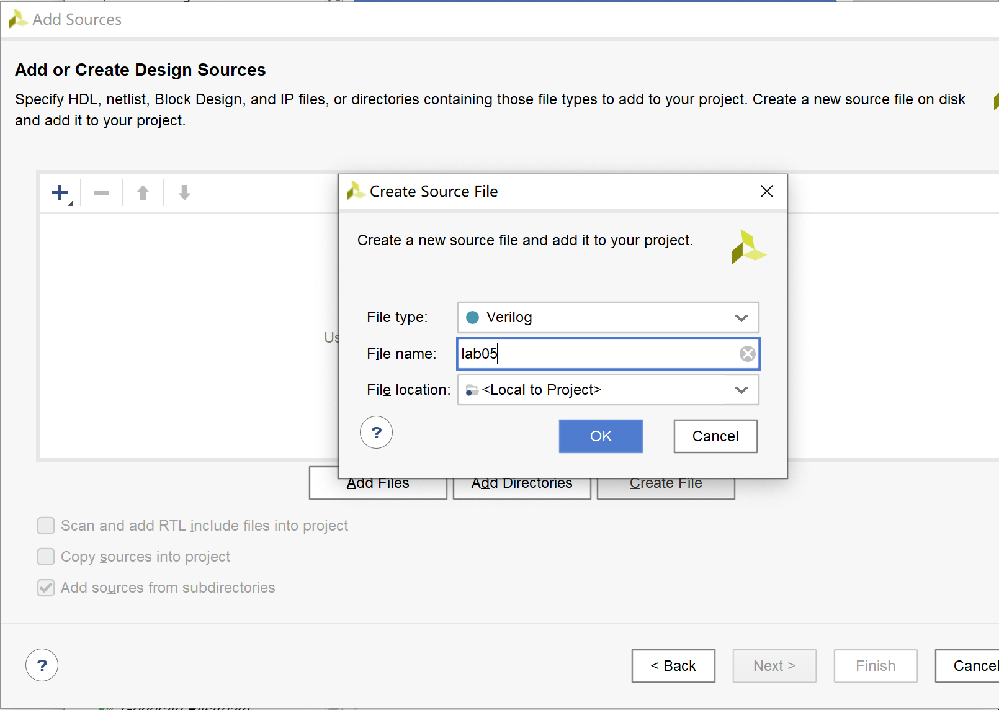 Add Sources
Add or Create Design Sources
Specify HDL, netlist, Block Design, and IP files, or directories containing those file types to add to your project. Create a new source file on disk
and add it to your project.
Create Source File
Create a new source file and add it to your project.
File type: Verilog
Us
File name: lab05
File location: <Local to Project>
? OK Cancel
Add Files Add Directories Create File
Scan and add RTL include files into project
Copy sources into project
Add sources from subdirectories
? < Back Next > Finish Cancel
Generate Bitstream